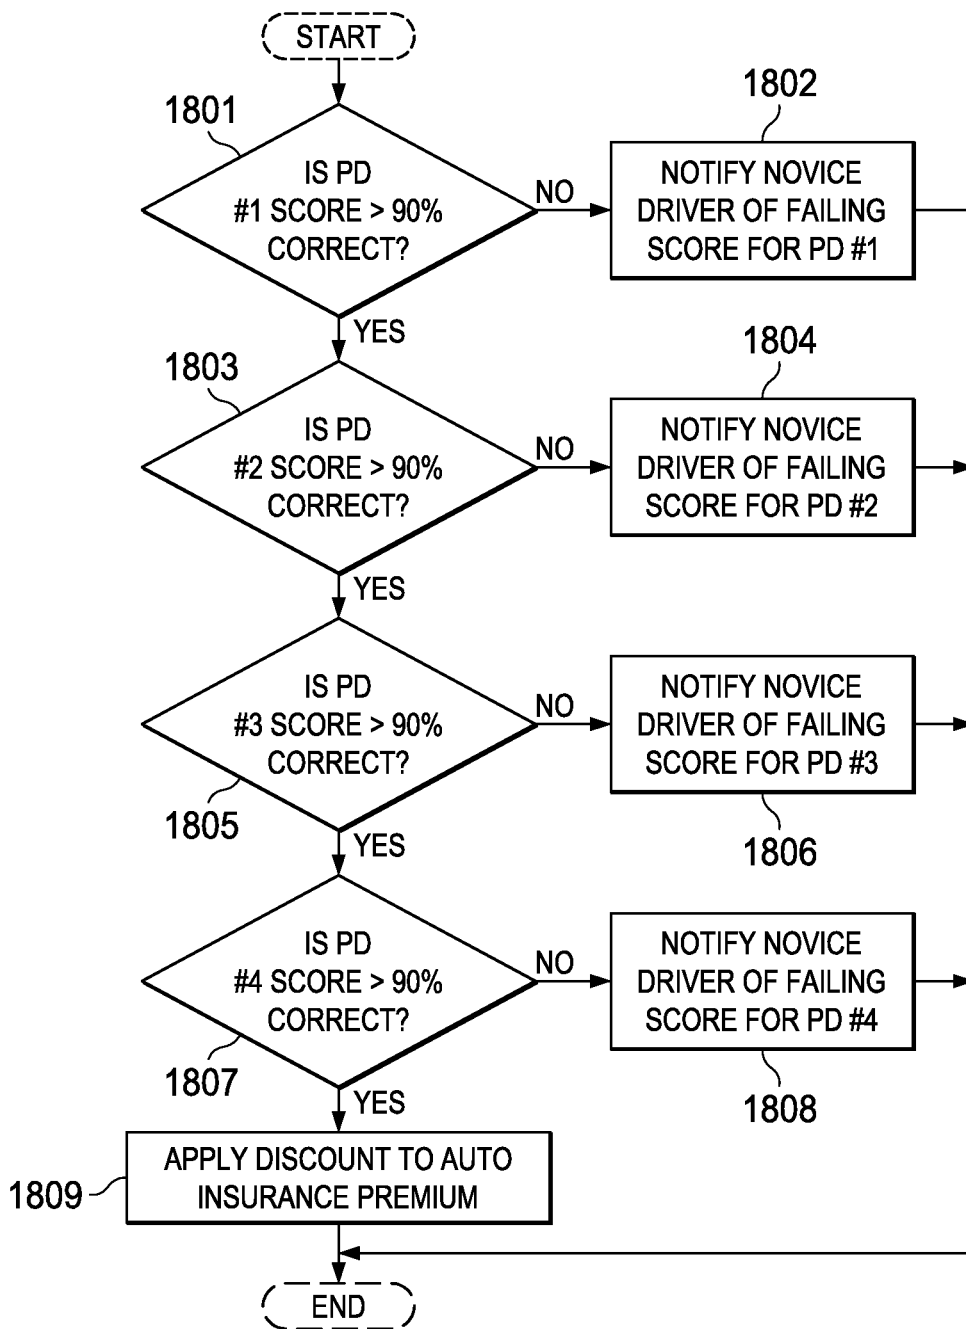 START
1801
IS PD
#1 SCORE > 90%
CORRECT?
NO
1802
NOTIFY NOVICE
DRIVER OF FAILING
SCORE FOR PD #1
YES
1803
IS PD
#2 SCORE > 90%
CORRECT?
NO
1804
NOTIFY NOVICE
DRIVER OF FAILING
SCORE FOR PD #2
YES
IS PD
#3 SCORE > 90%
CORRECT?
1805
NO
NOTIFY NOVICE
DRIVER OF FAILING
SCORE FOR PD #3
1806
YES
IS PD
#4 SCORE > 90%
CORRECT?
1807
NO
NOTIFY NOVICE
DRIVER OF FAILING
SCORE FOR PD #4
1808
YES
1809
APPLY DISCOUNT TO AUTO
INSURANCE PREMIUM
END